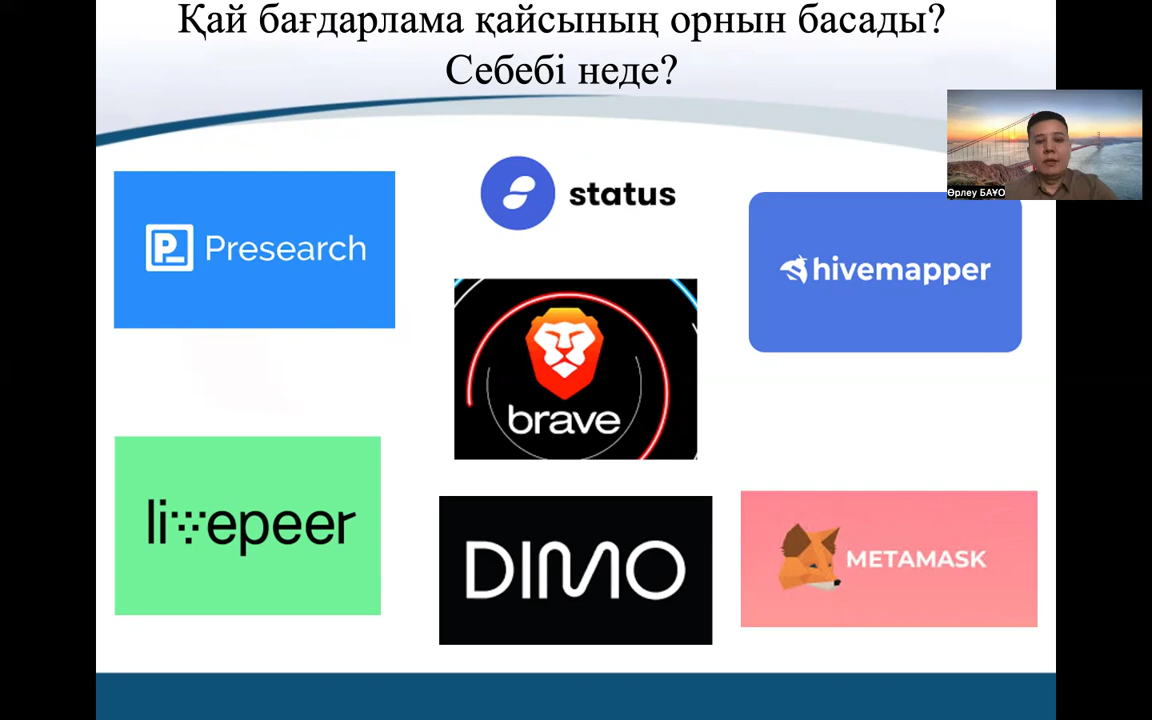 Қай бағдарлама қайсының орнын басады?
Себебі неде?
Өрлеу БАҰО
status
Presearch
hivemapper
brave
livepeer
DIMO
METAMASK